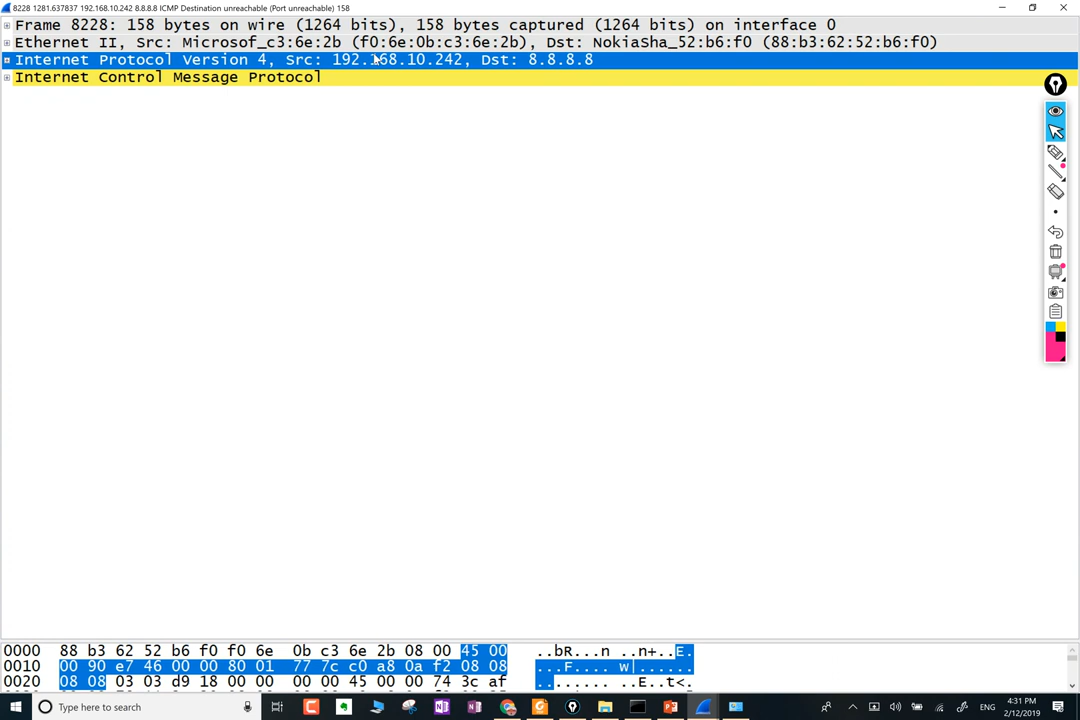 8228 1281.637837 192.168.10.242 8.8.8.8 ICMP Destination unreachable (Port unreachable) 158
Frame 8228: 158 bytes on wire (1264 bits), 158 bytes captured (1264 bits) on interface 0
Ethernet II, Src: Microsof_c3:6e:2b (f0:6e:0b:c3:6e:2b), Dst: NokiaSha_52:b6:f0 (88:b3:62:52:b6:f0)
Internet Protocol Version 4, Src: 192.168.10.242, Dst: 8.8.8.8
Internet Control Message Protocol
0000 88 b3 62 52 b6 f0 f0 6e 0b c3 6e 2b 08 00 45 00 ..bR...n ..n+..E.
0010 00 90 e7 46 00 00 80 01 77 7c c0 a8 0a f2 08 08 ...F.... w|......
0020 08 08 03 03 d9 18 00 00 00 00 45 00 00 74 3c af ........ ..E..t<.
Type here to search
ENG
4:31 PM
2/12/2019